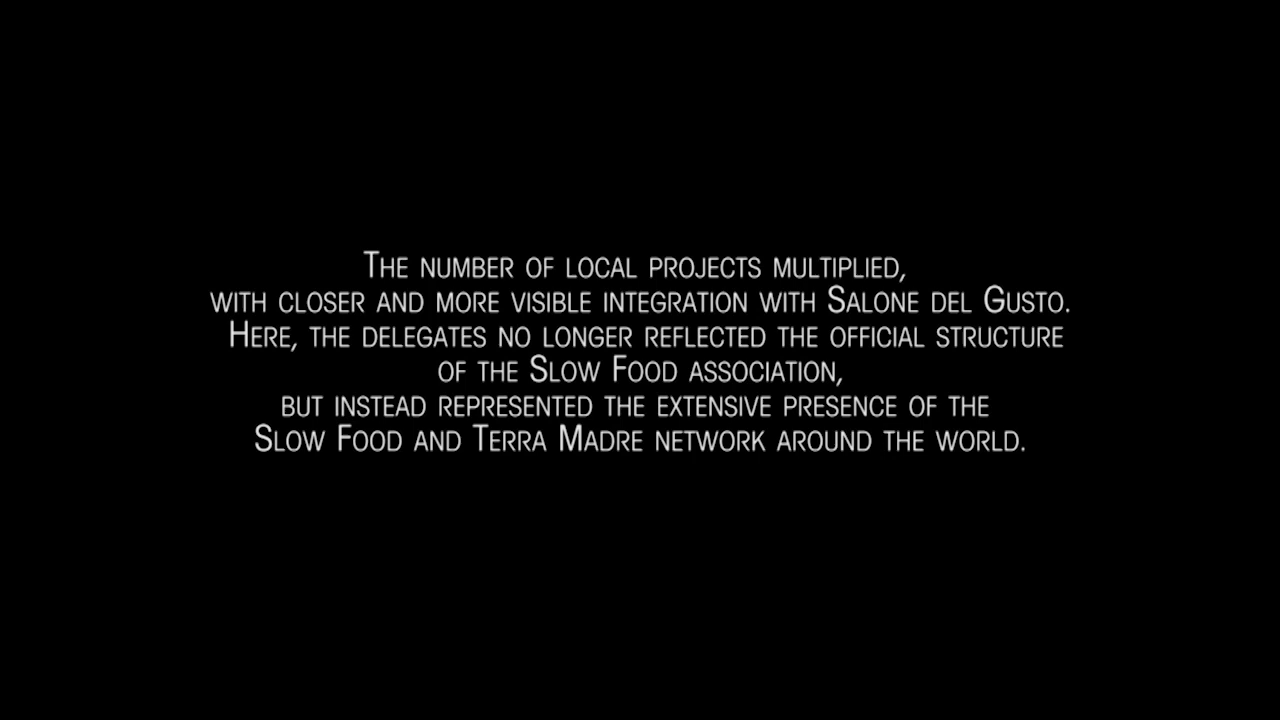 The number of local projects multiplied,
with closer and more visible integration with Salone del Gusto.
Here, the delegates no longer reflected the official structure
of the Slow Food association,
but instead represented the extensive presence of the
Slow Food and Terra Madre network around the world.